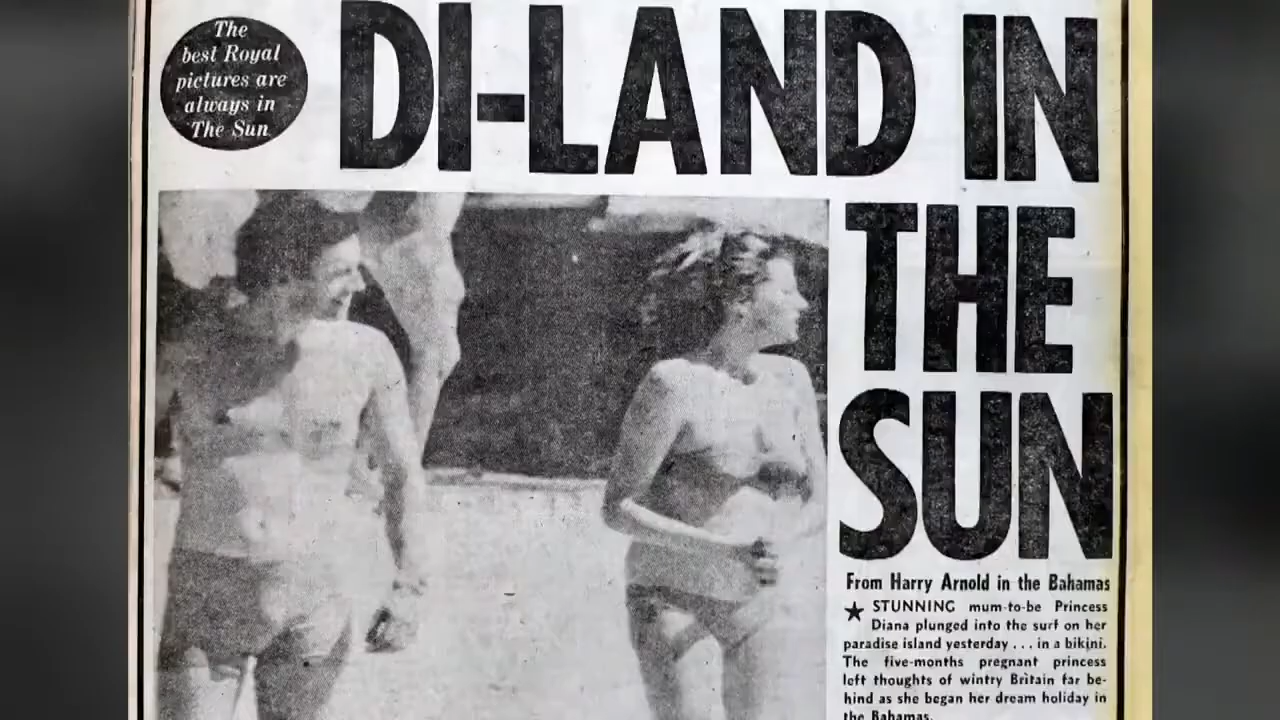 The
best Royal
pictures are
always in
The Sun
DI-LAND IN
THE
SUN
From Harry Arnold in the Bahamas
★ STUNNING mum-to-be Princess
Diana plunged into the surf on her
paradise island yesterday . . . in a bikini.
The five-months pregnant princess
left thoughts of wintry Britain far be-
hind as she began her dream holiday in
the Bahamas.